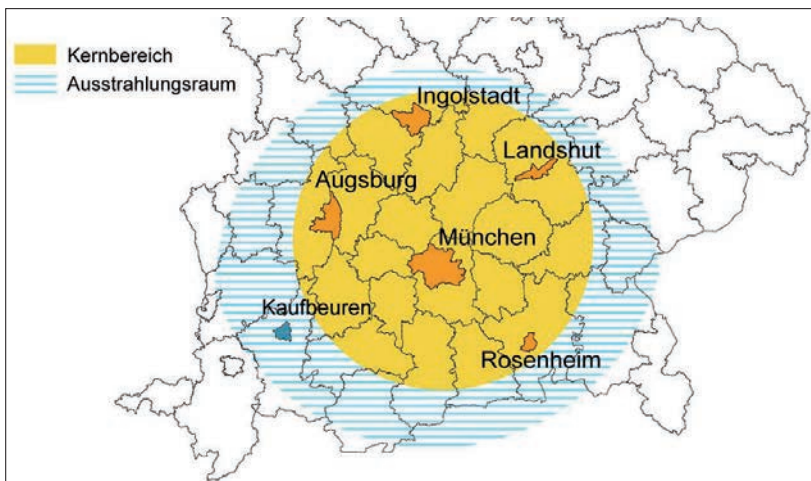 Kernbereich
Ausstrahlungsraum
Ingolstadt
Landshut
Augsburg
München
Kaufbeuren
Rosenheim